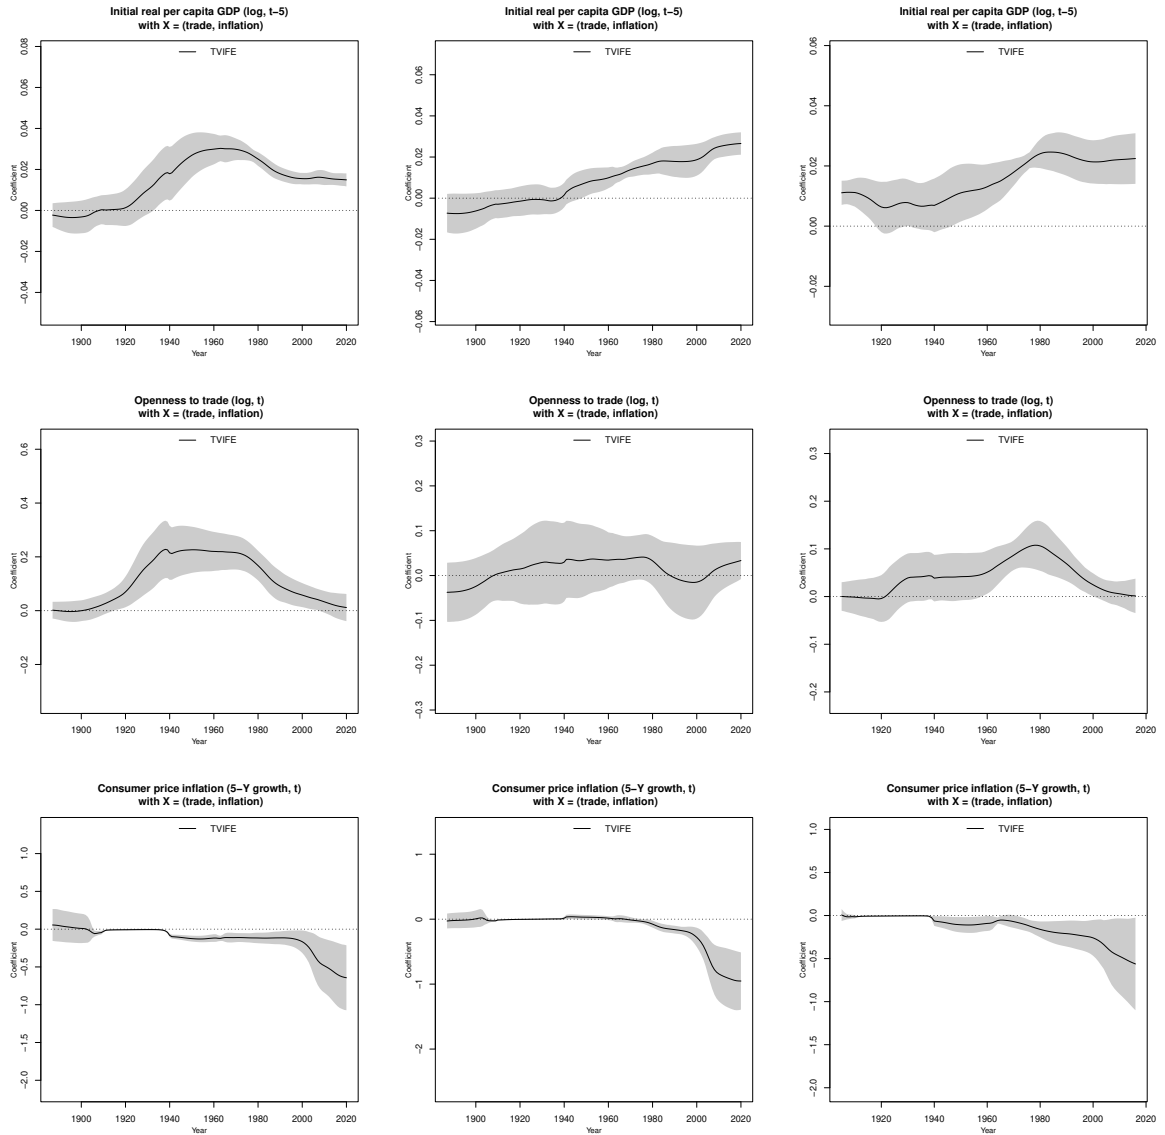 Initial real per capita GDP (log, t−5)
with X = (trade, inflation)
TVIFE
Coefficient
0.08
0.06
0.04
0.02
0.00
−0.02
−0.04
1900 1920 1940 1960 1980 2000 2020
Year
Initial real per capita GDP (log, t−5)
with X = (trade, inflation)
TVIFE
Coefficient
0.06
0.04
0.02
0.00
−0.02
−0.04
−0.06
1900 1920 1940 1960 1980 2000 2020
Year
Initial real per capita GDP (log, t−5)
with X = (trade, inflation)
TVIFE
Coefficient
0.06
0.04
0.02
0.00
−0.02
1920 1940 1960 1980 2000 2020
Year
Openness to trade (log, t)
with X = (trade, inflation)
TVIFE
Coefficient
0.6
0.4
0.2
0.0
−0.2
1900 1920 1940 1960 1980 2000 2020
Year
Openness to trade (log, t)
with X = (trade, inflation)
TVIFE
Coefficient
0.3
0.2
0.1
0.0
−0.1
−0.2
−0.3
1900 1920 1940 1960 1980 2000 2020
Year
Openness to trade (log, t)
with X = (trade, inflation)
TVIFE
Coefficient
0.3
0.2
0.1
0.0
−0.1
−0.2
1920 1940 1960 1980 2000 2020
Year
Consumer price inflation (5−Y growth, t)
with X = (trade, inflation)
TVIFE
Coefficient
1.0
0.5
0.0
−0.5
−1.0
−1.5
−2.0
1900 1920 1940 1960 1980 2000 2020
Year
Consumer price inflation (5−Y growth, t)
with X = (trade, inflation)
TVIFE
Coefficient
1
0
−1
−2
1900 1920 1940 1960 1980 2000 2020
Year
Consumer price inflation (5−Y growth, t)
with X = (trade, inflation)
TVIFE
Coefficient
1.0
0.5
0.0
−0.5
−1.0
−1.5
−2.0
1920 1940 1960 1980 2000 2020
Year